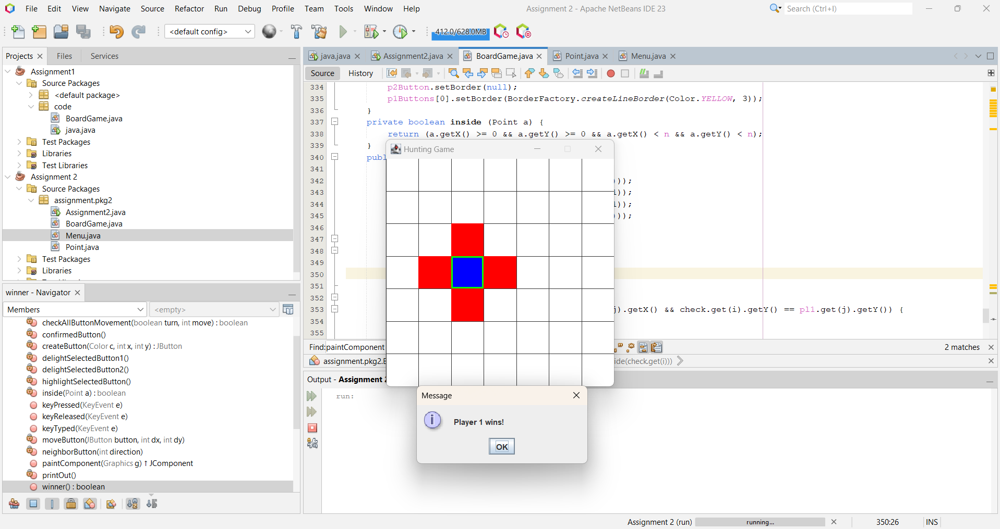 File Edit View Navigate Source Refactor Run Debug Profile Team Tools Window Help
Assignment 2 - Apache NetBeans IDE 23
Search (Ctrl+I)
<default config>
412.0/628.0MB
Projects Files Services
Assignment1
Source Packages
<default package>
code
BoardGame.java
java.java
Test Packages
Libraries
Test Libraries
Assignment 2
Source Packages
assignment.pkg2
Assignment2.java
BoardGame.java
Menu.java
Point.java
Test Packages
Libraries
winner - Navigator
Members
<empty>
checkAllButtonMovement(boolean turn, int move) : boolean
confirmedButton()
createButton(Color c, int x, int y) : JButton
delightSelectedButton1()
delightSelectedButton2()
highlightSelectedButton()
inside(Point a) : boolean
keyPressed(KeyEvent e)
keyReleased(KeyEvent e)
keyTyped(KeyEvent e)
moveButton(JButton button, int dx, int dy)
neighborButton(int direction)
paintComponent(Graphics g) ↑ JComponent
printOut()
winner() : boolean
java.java Assignment2.java BoardGame.java Point.java Menu.java
Source History
334 p2Button.setBorder(null);
335 p1Buttons[0].setBorder(BorderFactory.createLineBorder(Color.YELLOW, 3));
336 }
337 private boolean inside (Point a) {
338 return (a.getX() >= 0 && a.getY() >= 0 && a.getX() < n && a.getY() < n);
339 }
340 publ
341
342 ));
343 ));
344 ));
345 ));
346
347
348
349
350
351
352
353 j).getX() && check.get(i).getY() == pl1.get(j).getY()) {
354
355
Find: paintComponent
2 matches
assignment.pkg2.B
ide(check.get(i)))
Output - Assignment 2
run:
Hunting Game
Message
Player 1 wins!
OK
Assignment 2 (run) running... 350:26 INS